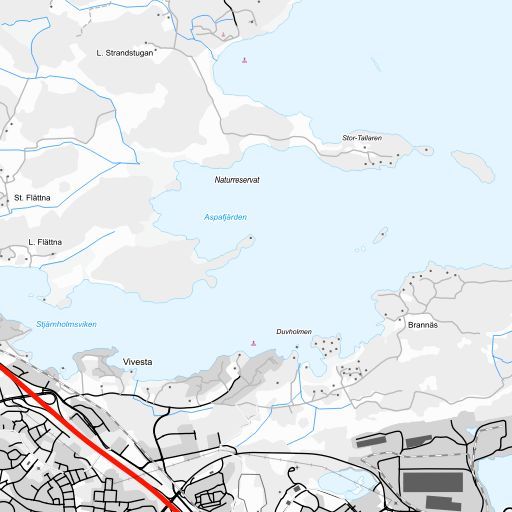 L. Strandstugan
Stor-Tallaren
Naturreservat
St. Flättna
Aspafjärden
L. Flättna
Stjärnholmsviken
Brannäs
Duvholmen
Vivesta